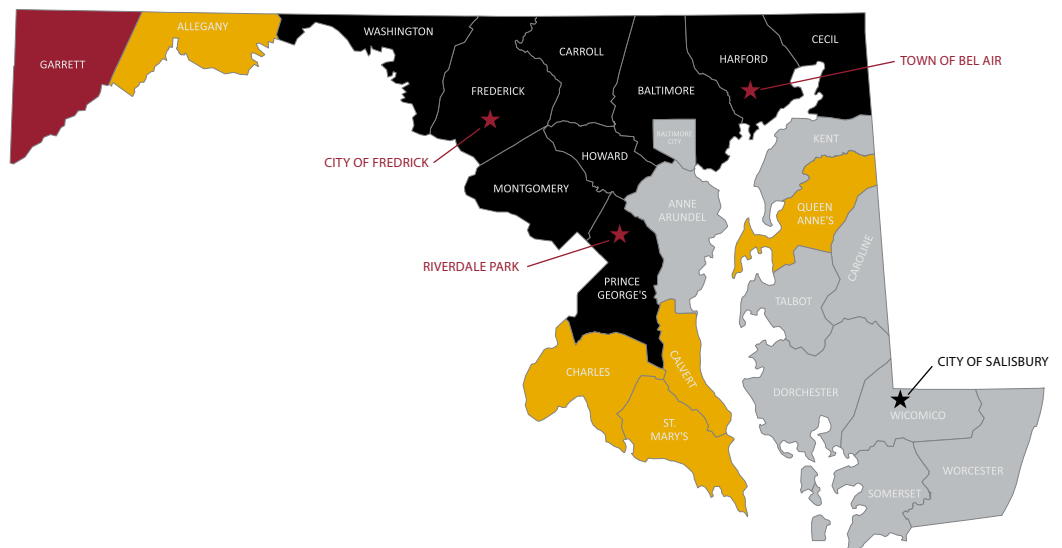 ALLEGANY
WASHINGTON
CECIL
CARROLL
GARRETT
HARFORD
TOWN OF BEL AIR
FREDERICK
BALTIMORE
BALTIMORE
CITY
KENT
CITY OF FREDRICK
HOWARD
MONTGOMERY
ANNE
ARUNDEL
QUEEN
ANNE'S
CAROLINE
RIVERDALE PARK
PRINCE
GEORGE'S
TALBOT
CITY OF SALISBURY
CHARLES
CALVERT
DORCHESTER
WICOMICO
ST.
MARY'S
WORCESTER
SOMERSET